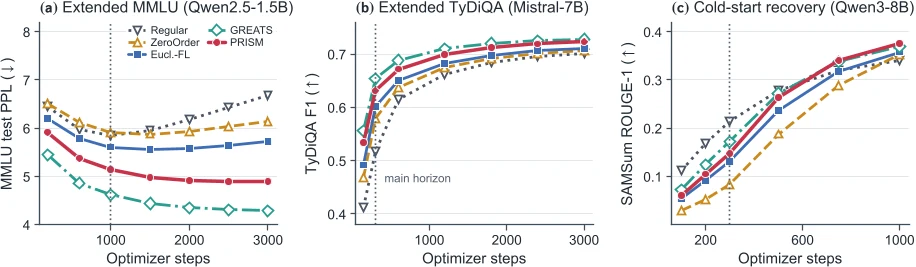 (a) Extended MMLU (Qwen2.5-1.5B)
8
7
6
5
4
MMLU test PPL (↓)
Regular
ZeroOrder
Eucl.-FL
GREATS
PRISM
1000
2000
3000
Optimizer steps
(b) Extended TyDiQA (Mistral-7B)
0.7
0.6
0.5
0.4
TyDiQA F1 (↑)
main horizon
1000
2000
3000
Optimizer steps
(c) Cold-start recovery (Qwen3-8B)
0.4
0.3
0.2
0.1
SAMSum ROUGE-1 (↑)
200
600
1000
Optimizer steps